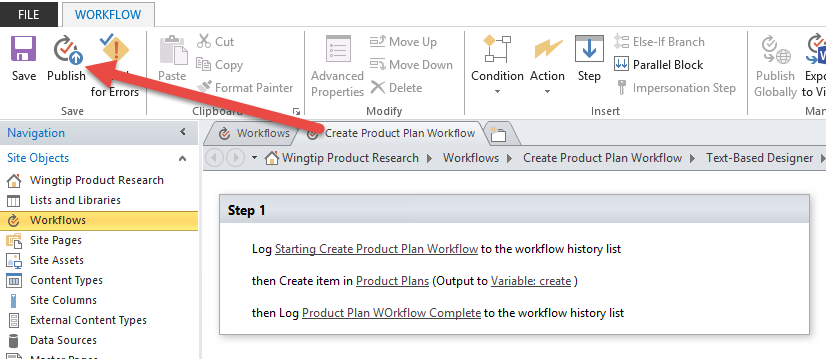 FILE
WORKFLOW
Save
Publish
for Errors
Save
Paste
Cut
Copy
Format Painter
Clipboard
Advanced
Properties
Move Up
Move Down
Delete
Modify
Condition
Action
Step
Else-If Branch
Parallel Block
Impersonation Step
Insert
Publish
Globally
Expo
to Vi
Ma
Navigation
Site Objects
Wingtip Product Research
Lists and Libraries
Workflows
Site Pages
Site Assets
Content Types
Site Columns
External Content Types
Data Sources
Workflows
Create Product Plan Workflow
Wingtip Product Research
Workflows
Create Product Plan Workflow
Text-Based Designer
Step 1
Log Starting Create Product Plan Workflow to the workflow history list
then Create item in Product Plans (Output to Variable: create )
then Log Product Plan WOrkflow Complete to the workflow history list